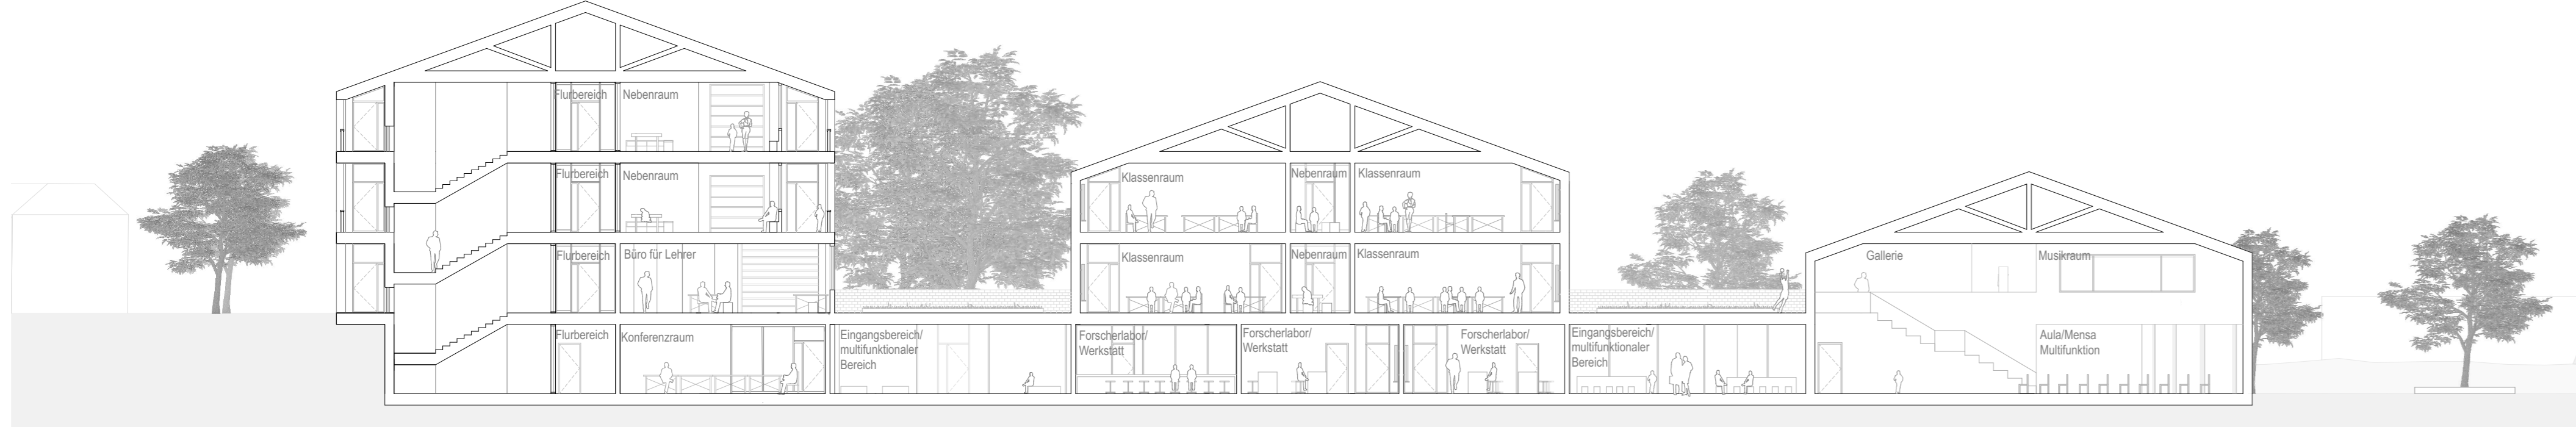 Flurbereich
Nebenraum
Flurbereich
Nebenraum
Klassenraum
Nebenraum
Klassenraum
Flurbereich
Büro für Lehrer
Klassenraum
Nebenraum
Klassenraum
Gallerie
Musikraum
Flurbereich
Konferenzraum
Eingangsbereich/
multifunktionaler
Bereich
Forscherlabor/
Werkstatt
Forscherlabor/
Werkstatt
Forscherlabor/
Werkstatt
Eingangsbereich/
multifunktionaler
Bereich
Aula/Mensa
Multifunktion